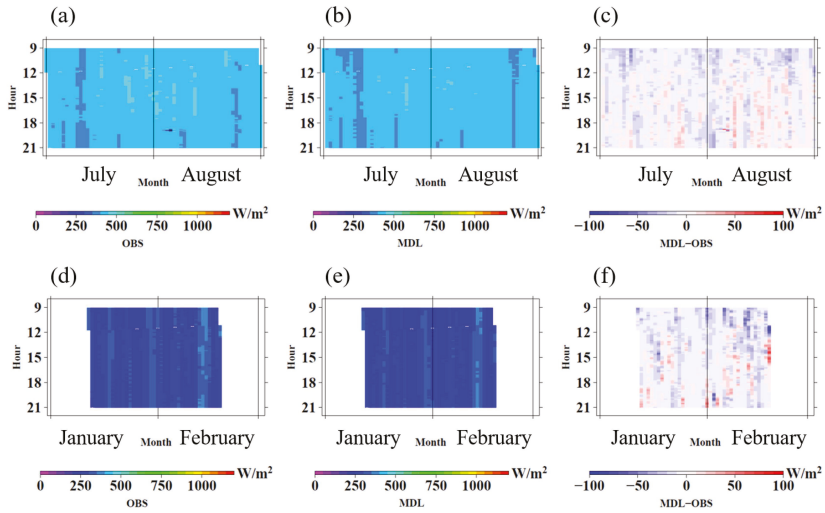 (a)
(b)
(c)
9
12
15
18
21
Hour
July
Month
August
9
12
15
18
21
Hour
July
Month
August
9
12
15
18
21
Hour
July
Month
August
W/m²
0 250 500 750 1000
OBS
W/m²
0 250 500 750 1000
MDL
W/m²
−100 −50 0 50 100
MDL−OBS
(d)
(e)
(f)
9
12
15
18
21
Hour
January
Month
February
9
12
15
18
21
Hour
January
Month
February
9
12
15
18
21
Hour
January
Month
February
W/m²
0 250 500 750 1000
OBS
W/m²
0 250 500 750 1000
MDL
W/m²
−100 −50 0 50 100
MDL−OBS